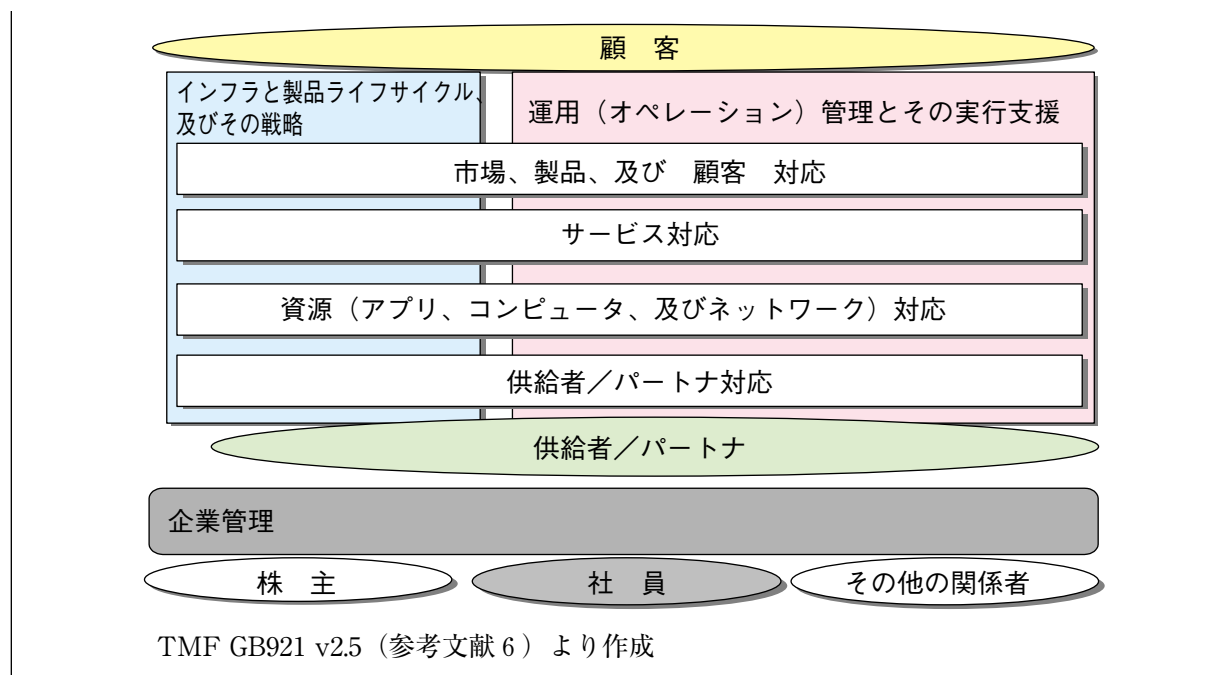 顧 客
インフラと製品ライフサイクル、
及びその戦略
運用（オペレーション）管理とその実行支援
市場、製品、及び 顧客 対応
サービス対応
資源（アプリ、コンピュータ、及びネットワーク）対応
供給者／パートナ対応
供給者／パートナ
企業管理
株 主
社 員
その他の関係者
TMF GB921 v2.5（参考文献 6 ）より作成